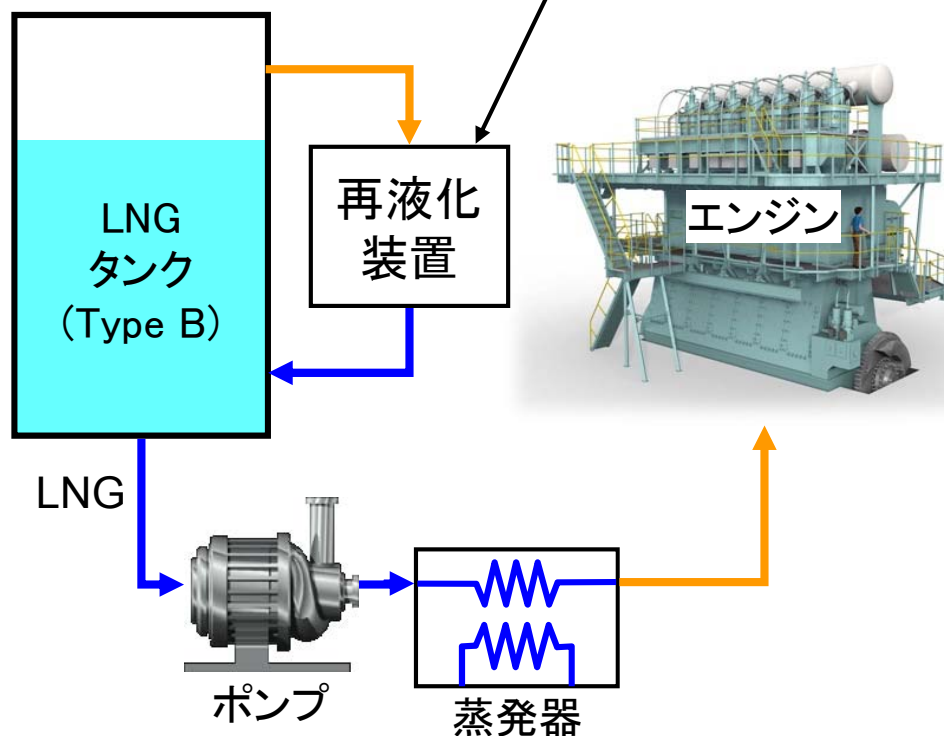 LNG
タンク
(Type B)
再液化
装置
エンジン
LNG
ポンプ
蒸発器